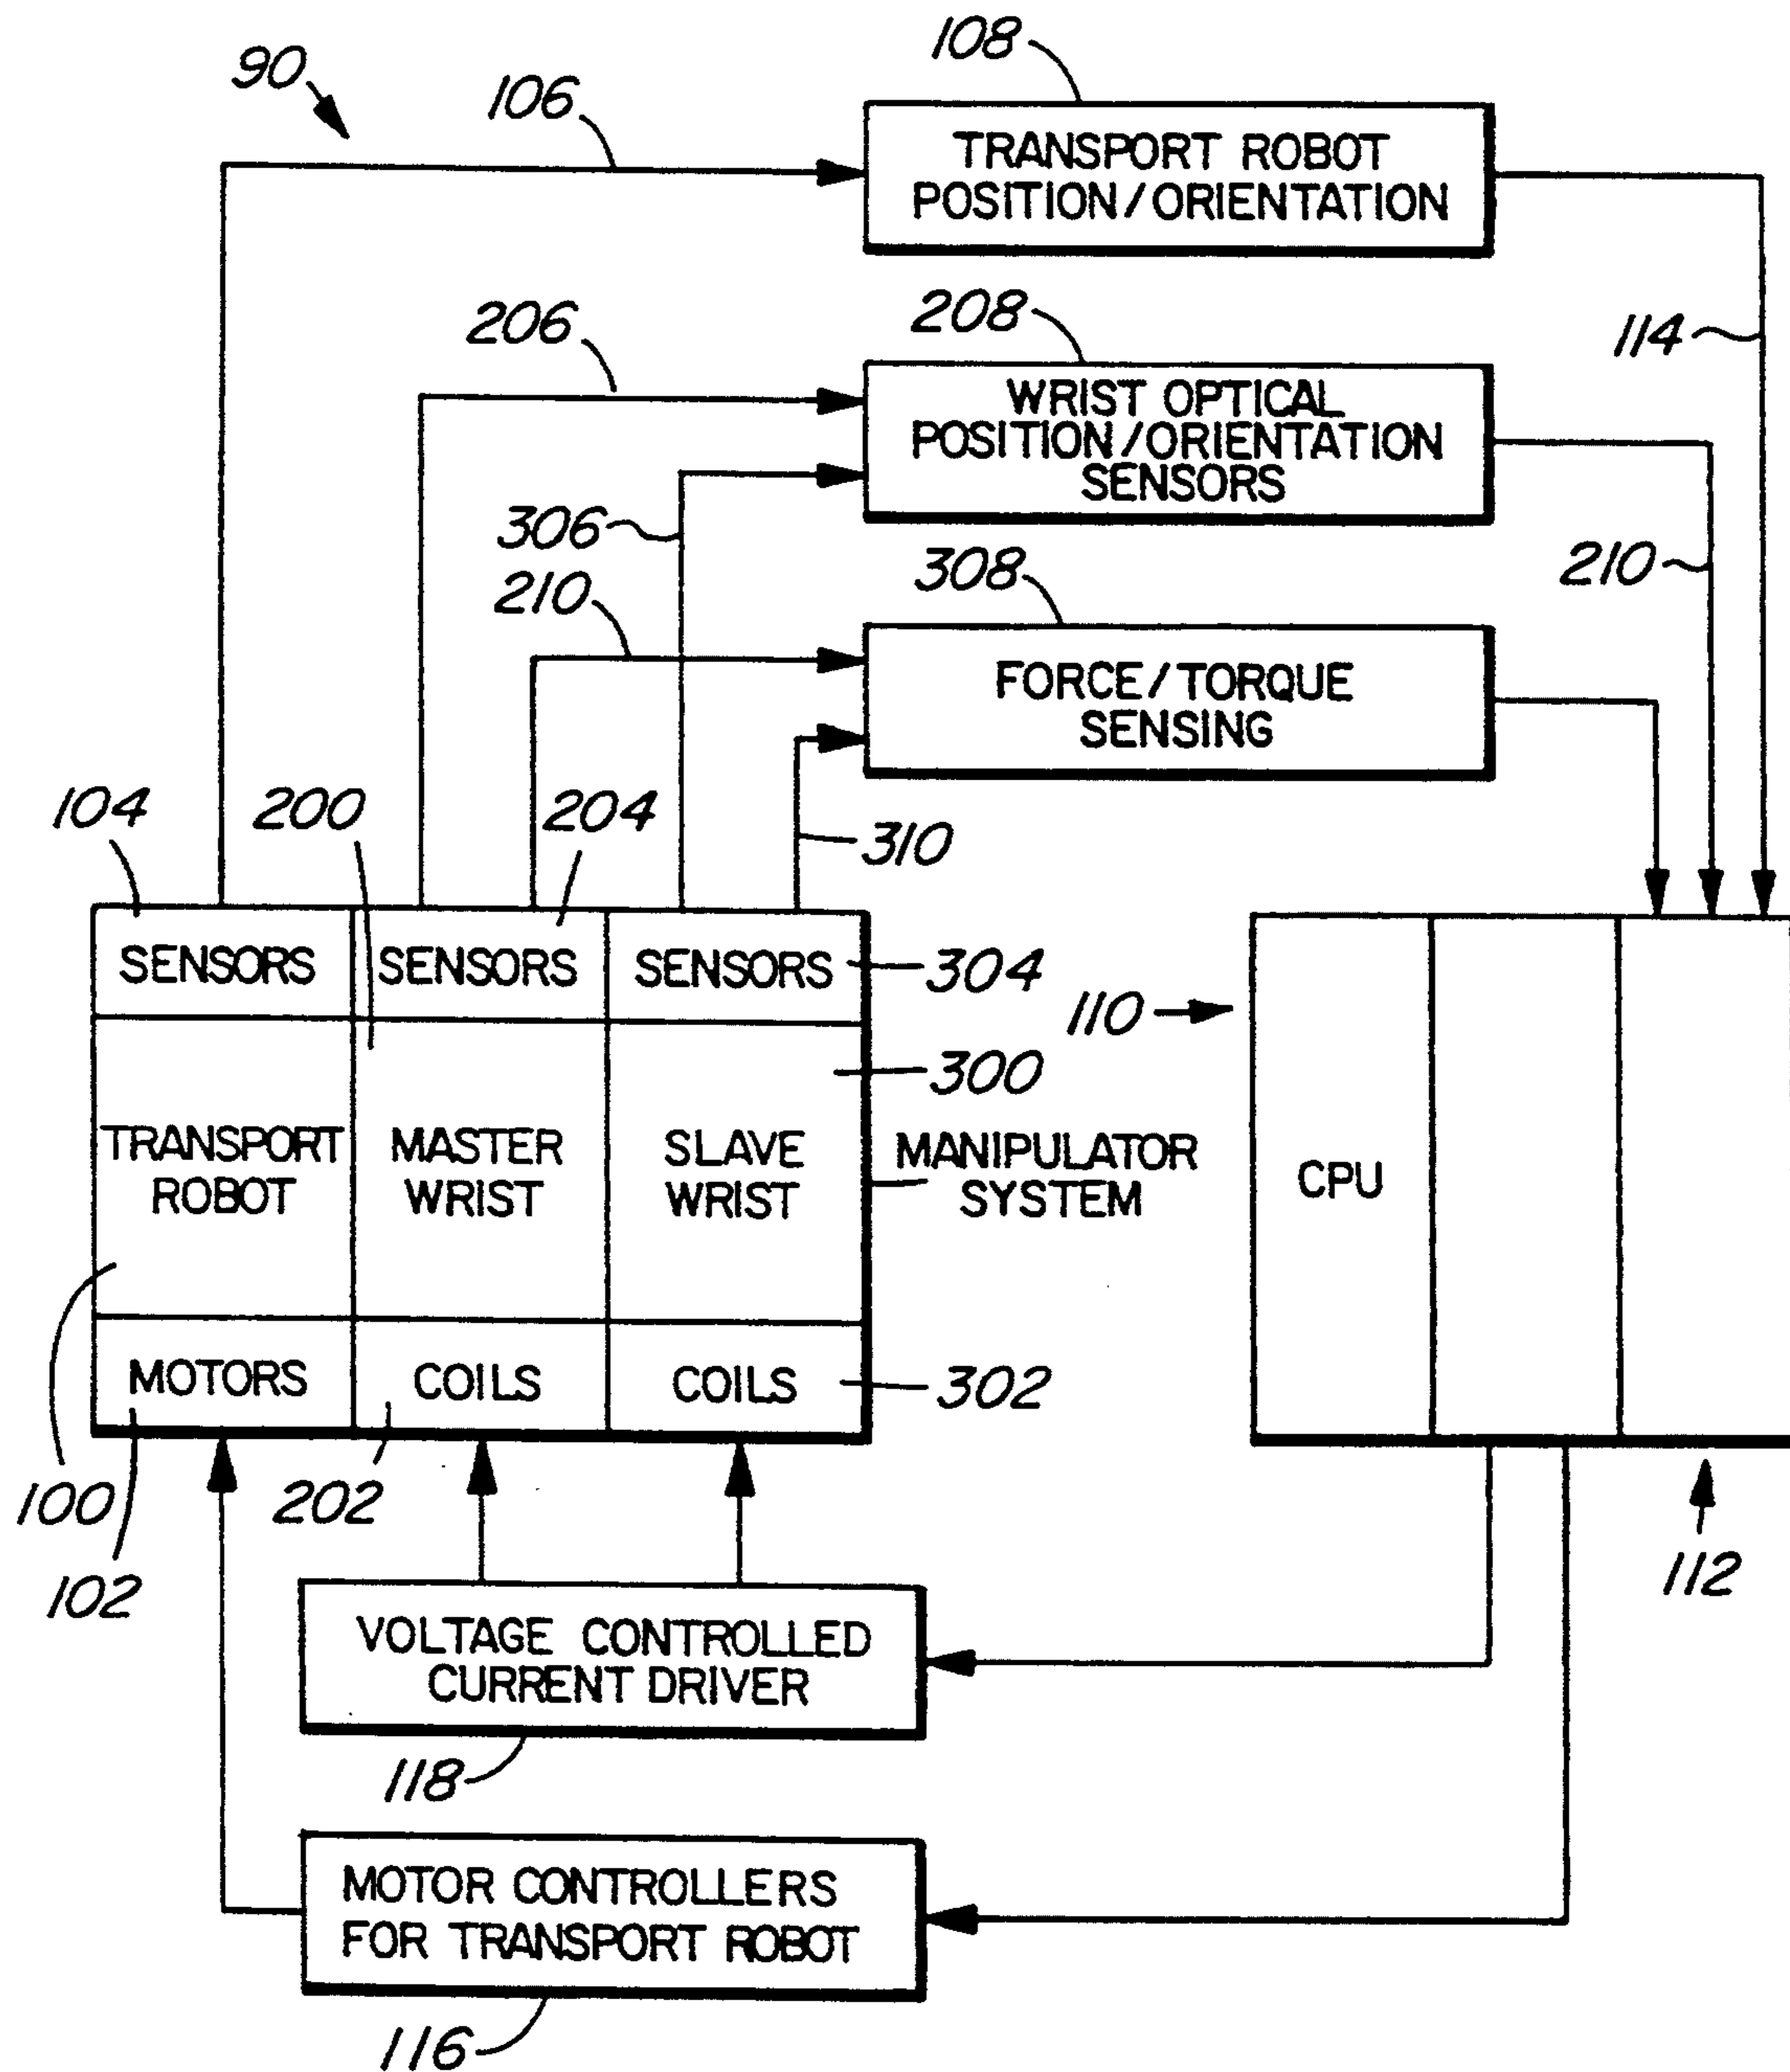 90
106
108
TRANSPORT ROBOT
POSITION/ORIENTATION
114
206
208
WRIST OPTICAL
POSITION/ORIENTATION
SENSORS
306
210
308
210
FORCE/TORQUE
SENSING
104
200
204
310
SENSORS
SENSORS
SENSORS
304
110
300
TRANSPORT
ROBOT
MASTER
WRIST
SLAVE
WRIST
MANIPULATOR
SYSTEM
CPU
MOTORS
COILS
COILS
302
100
202
102
112
VOLTAGE CONTROLLED
CURRENT DRIVER
118
MOTOR CONTROLLERS
FOR TRANSPORT ROBOT
116